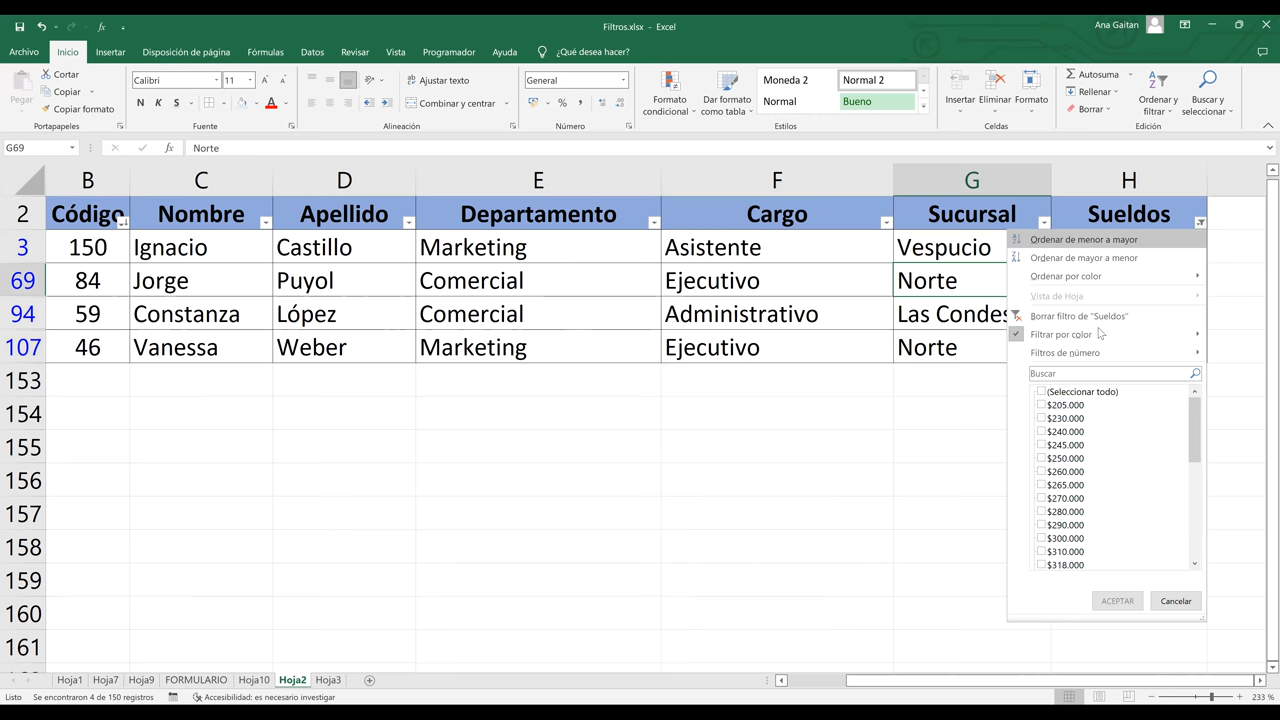 Filtros.xlsx - Excel
Ana Gaitan
Archivo Inicio Insertar Disposición de página Fórmulas Datos Revisar Vista Programador Ayuda ¿Qué desea hacer?
Pegar
Cortar
Copiar
Copiar formato
Portapapeles
Calibri 11
N K S
Fuente
Ajustar texto
Combinar y centrar
Alineación
General
Número
Formato condicional
Dar formato como tabla
Moneda 2 Normal 2
Normal Bueno
Estilos
Insertar Eliminar Formato
Celdas
Autosuma
Rellenar
Borrar
Ordenar y filtrar
Buscar y seleccionar
Edición
G69 fx Norte
B C D E F G H
2 Código Nombre Apellido Departamento Cargo Sucursal Sueldos
3 150 Ignacio Castillo Marketing Asistente Vespucio
69 84 Jorge Puyol Comercial Ejecutivo Norte
94 59 Constanza López Comercial Administrativo Las Condes
107 46 Vanessa Weber Marketing Ejecutivo Norte
153
154
155
156
157
158
159
160
161
Ordenar de menor a mayor
Ordenar de mayor a menor
Ordenar por color
Vista de Hoja
Borrar filtro de "Sueldos"
Filtrar por color
Filtros de número
Buscar
(Seleccionar todo)
$205.000
$230.000
$240.000
$245.000
$250.000
$260.000
$265.000
$270.000
$280.000
$290.000
$300.000
$310.000
$318.000
ACEPTAR Cancelar
Hoja1 Hoja7 Hoja9 FORMULARIO Hoja10 Hoja2 Hoja3
Listo Se encontraron 4 de 150 registros Accesibilidad: es necesario investigar 233 %